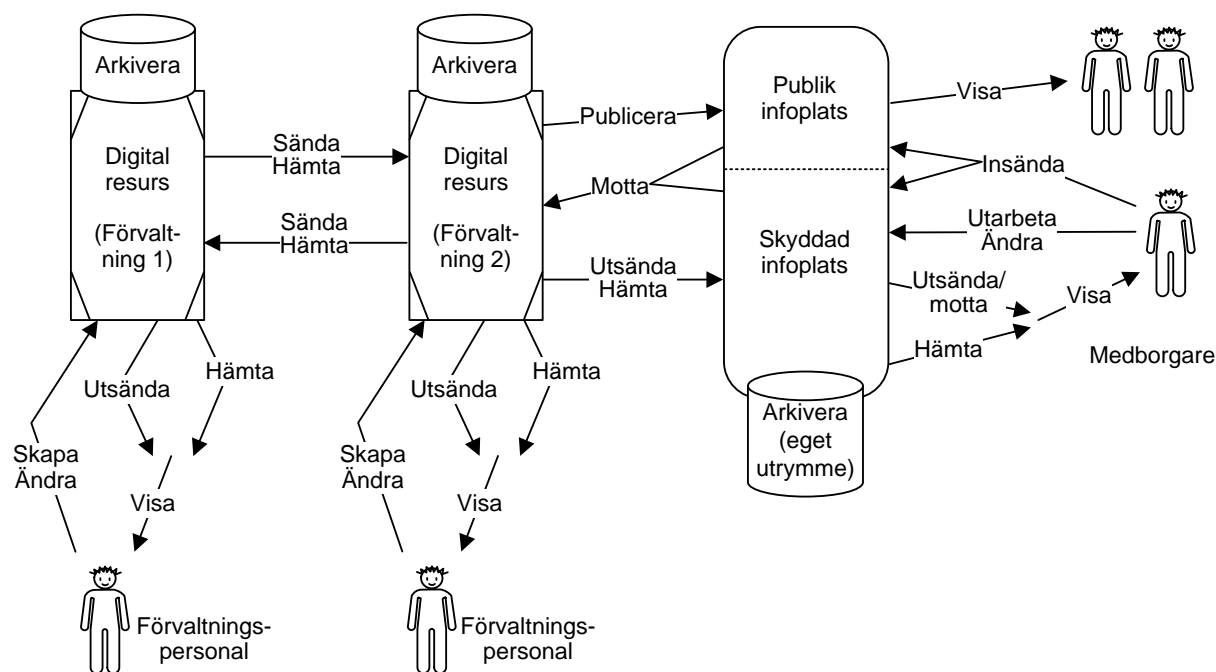 Arkivera
Arkivera
Publik
infoplats
Visa
Publicera
Digital
resurs
(Förvalt-
ning 1)
Sända
Hämta
Sända
Hämta
Digital
resurs
(Förvalt-
ning 2)
Motta
Insända
Utarbeta
Ändra
Skyddad
infoplats
Utsända
Hämta
Utsända/
motta
Visa
Hämta
Medborgare
Utsända
Hämta
Utsända
Hämta
Arkivera
(eget
utrymme)
Skapa
Ändra
Visa
Skapa
Ändra
Visa
Förvaltnings-
personal
Förvaltnings-
personal